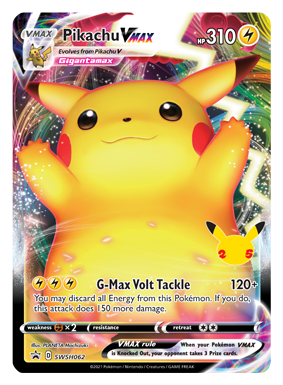 VMAX
Pikachu VMAX
HP 310
Evolves from Pikachu V
Gigantamax
25
G-Max Volt Tackle 120+
You may discard all Energy from this Pokémon. If you do,
this attack does 150 more damage.
weakness ×2 resistance retreat
Illus. PLANETA Mochizuki
VMAX rule When your Pokémon VMAX
is Knocked Out, your opponent takes 3 Prize cards.
D SWSH062
©2021 Pokémon / Nintendo / Creatures / GAME FREAK